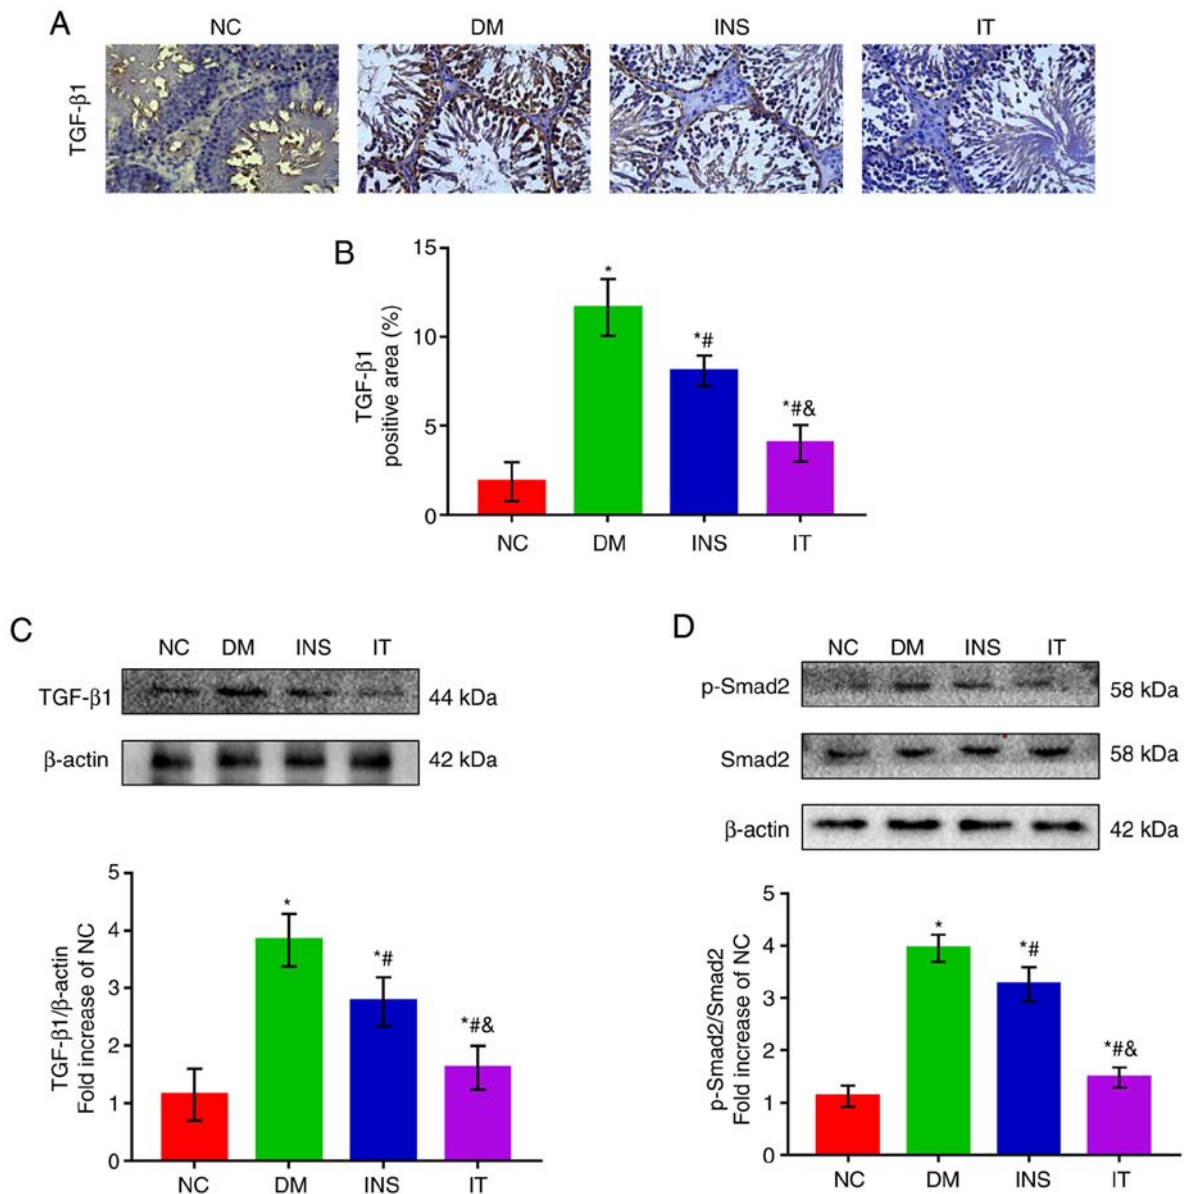 A
NC DM INS IT
TGF-β1
B
TGF-β1
positive area (%)
15
10
5
0
*
*#
*#&
NC DM INS IT
C
NC DM INS IT
TGF-β1 44 kDa
β-actin 42 kDa
TGF-β1/β-actin
Fold increase of NC
5
4
3
2
1
0
*
*#
*#&
NC DM INS IT
D
NC DM INS IT
p-Smad2 58 kDa
Smad2 58 kDa
β-actin 42 kDa
p-Smad2/Smad2
Fold increase of NC
5
4
3
2
1
0
*
*#
*#&
NC DM INS IT